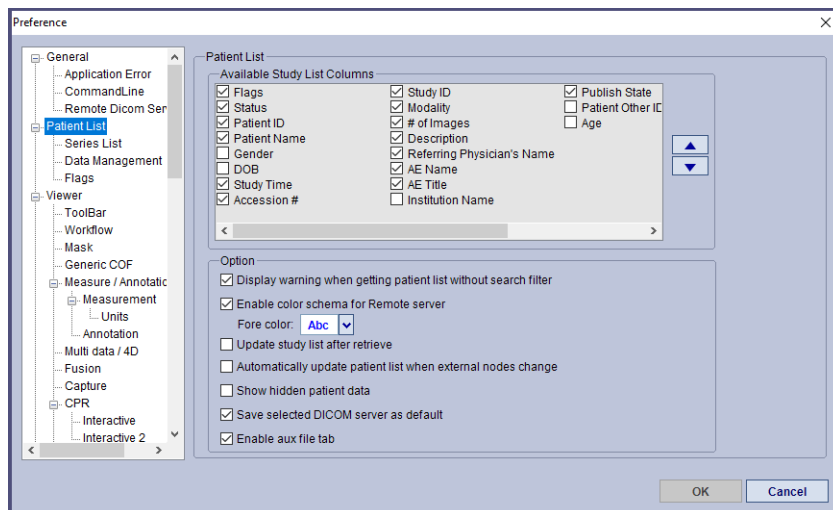 Preference
General
Application Error
CommandLine
Remote Dicom Ser
Patient List
Series List
Data Management
Flags
Viewer
ToolBar
Workflow
Mask
Generic COF
Measure / Annotatic
Measurement
Units
Annotation
Multi data / 4D
Fusion
Capture
CPR
Interactive
Interactive 2
Patient List
Available Study List Columns
Flags
Status
Patient ID
Patient Name
Gender
DOB
Study Time
Accession #
Study ID
Modality
# of Images
Description
Referring Physician's Name
AE Name
AE Title
Institution Name
Publish State
Patient Other ID
Age
Option
Display warning when getting patient list without search filter
Enable color schema for Remote server
Fore color: Abc
Update study list after retrieve
Automatically update patient list when external nodes change
Show hidden patient data
Save selected DICOM server as default
Enable aux file tab
OK Cancel